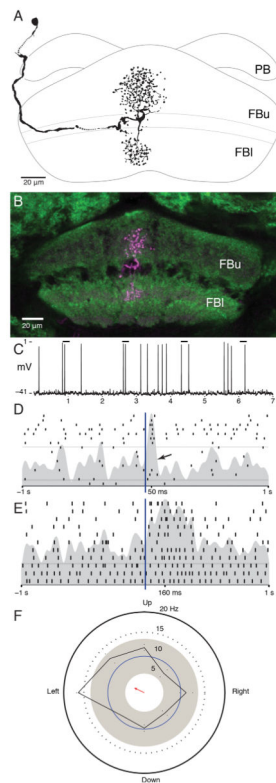 A
PB
FBu
FBl
20 µm
B
FBu
FBl
20 µm
C
1
mV
−41
1 2 3 4 5 6 7
D
−1 s 50 ms 1 s
E
−1 s 160 ms 1 s
F
Up
20 Hz
15
10
5
Left
Right
Down